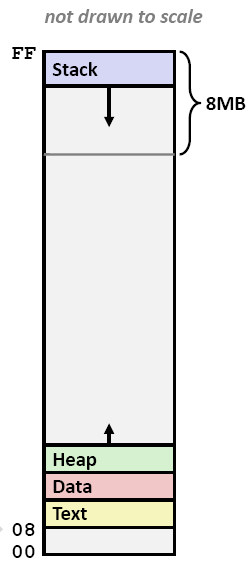 not drawn to scale
FF
Stack
8MB
Heap
Data
Text
08
00